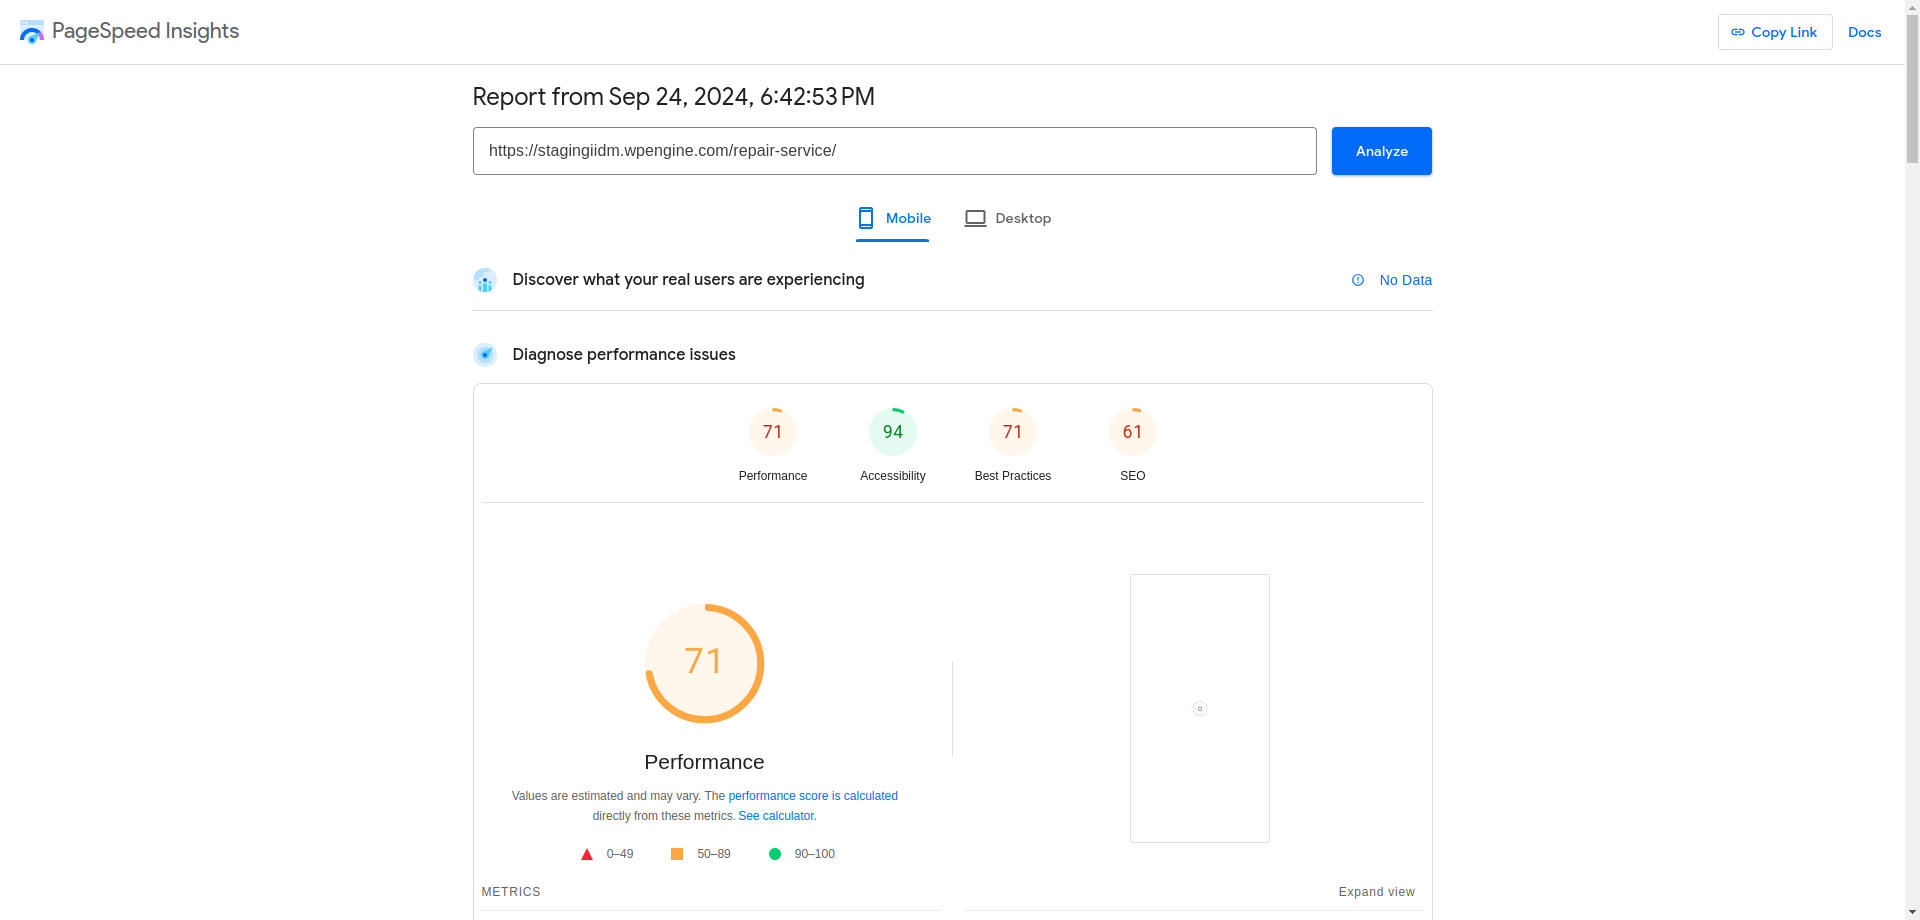 PageSpeed Insights
Copy Link
Docs
Report from Sep 24, 2024, 6:42:53 PM
https://stagingiidm.wpengine.com/repair-service/
Analyze
Mobile
Desktop
Discover what your real users are experiencing
No Data
Diagnose performance issues
71
94
71
61
Performance
Accessibility
Best Practices
SEO
71
Performance
Values are estimated and may vary. The performance score is calculated
directly from these metrics. See calculator.
0–49
50–89
90–100
METRICS
Expand view